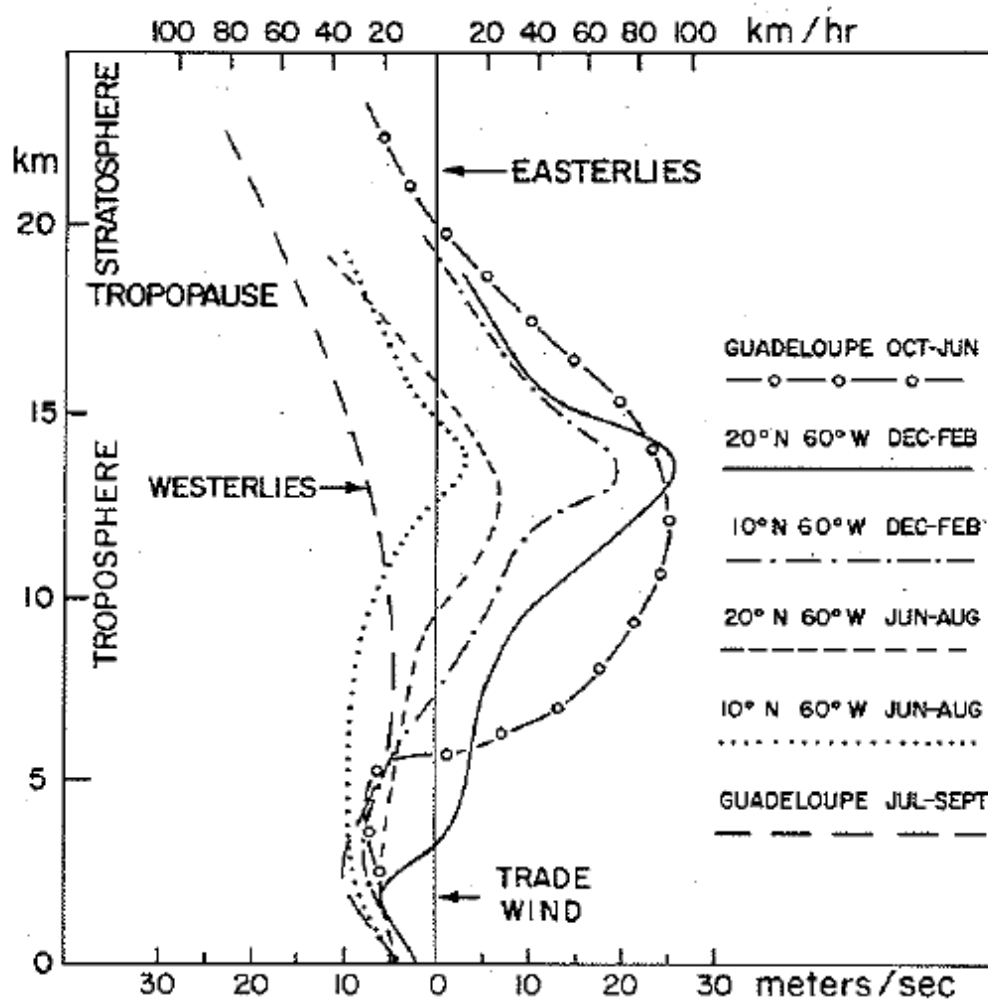 100 80 60 40 20 20 40 60 80 100 km/hr
STRATOSPHERE
km
EASTERLIES
20
TROPOPAUSE
GUADELOUPE OCT-JUN
15
20° N 60° W DEC-FEB
WESTERLIES
TROPOSPHERE
10° N 60° W DEC-FEB
10
20° N 60° W JUN-AUG
10° N 60° W JUN-AUG
5
GUADELOUPE JUL-SEPT
TRADE
WIND
0
30 20 10 0 10 20 30 meters/sec